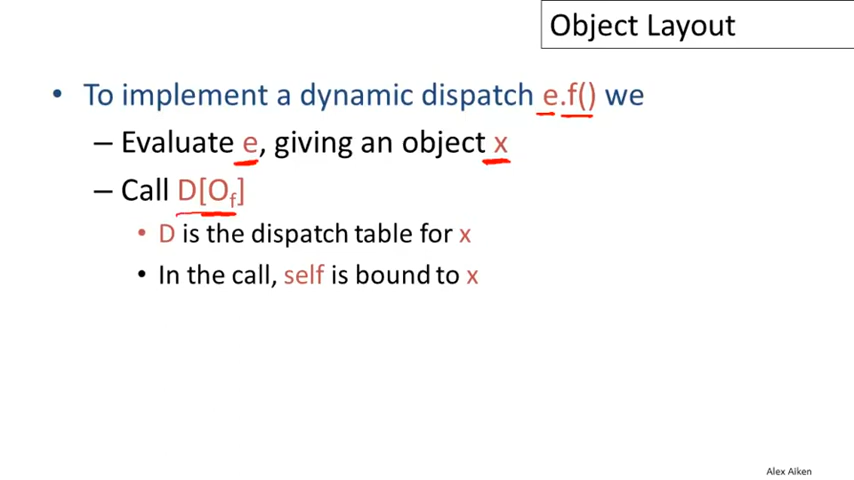 Object Layout
• To implement a dynamic dispatch e.f() we
– Evaluate e, giving an object x
– Call D[Of]
• D is the dispatch table for x
• In the call, self is bound to x
Alex Aiken